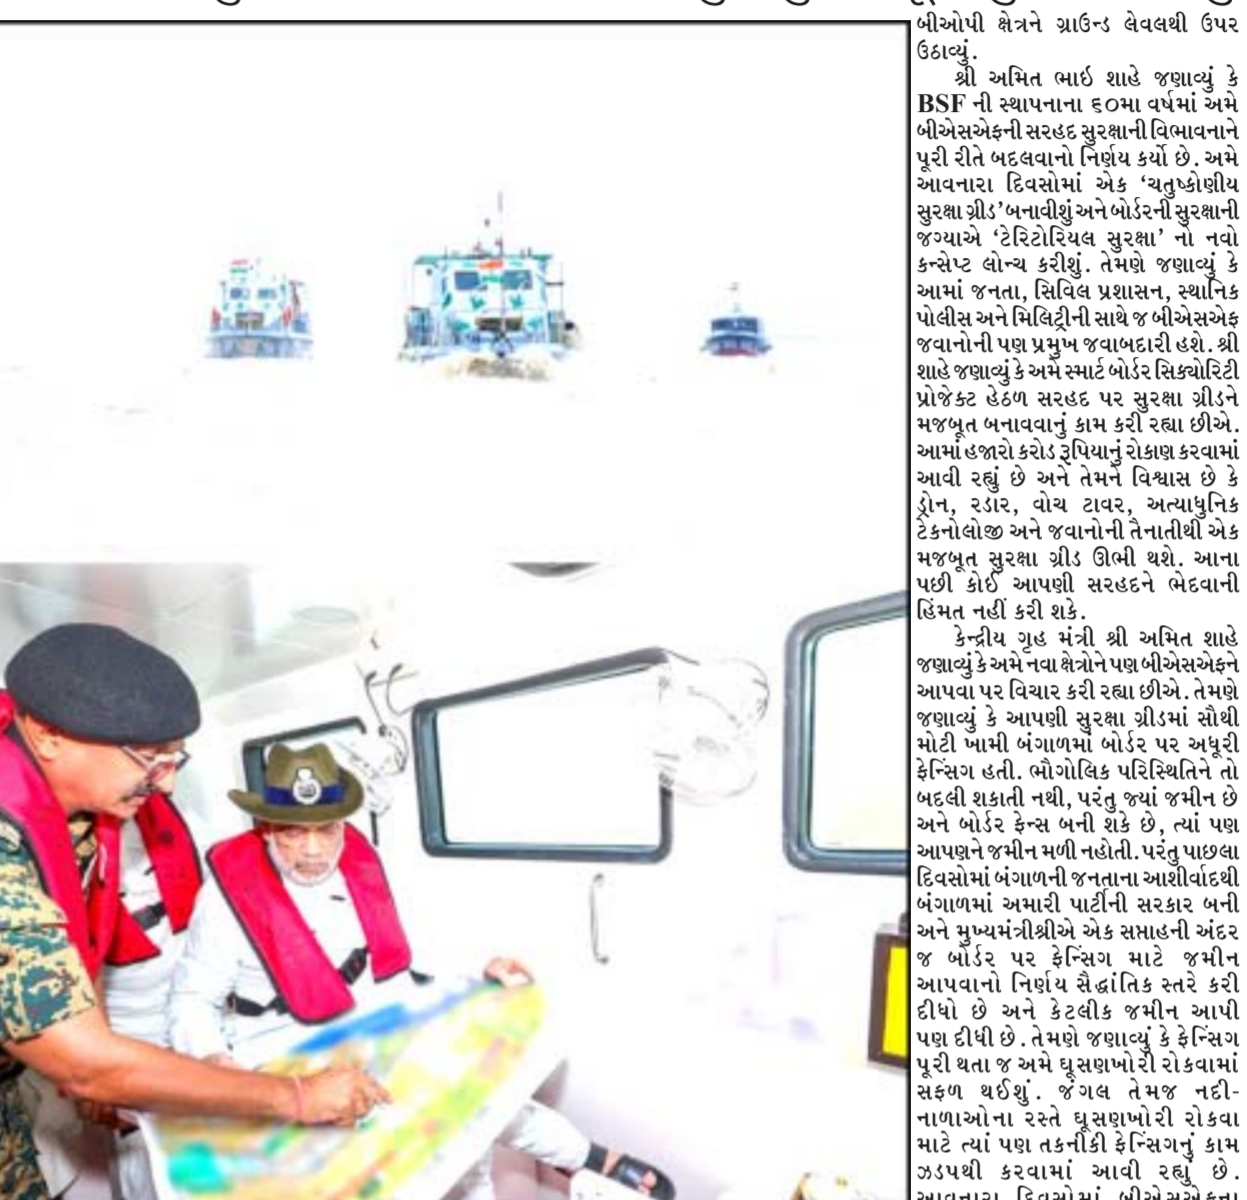 બીઓપી ક્ષેત્રને ગ્રાઉન્ડ લેવલથી ઉપર
ઉઠાવ્યું.
શ્રી અમિત ભાઇ શાહે જણાવ્યું કે
BSF ની સ્થાપનાના ૬૦મા વર્ષમાં અમે
બીએસએફની સરહદ સુરક્ષાની વિભાવનાને
પૂરી રીતે બદલવાનો નિર્ણય કર્યો છે. અમે
આવનારા દિવસોમાં એક ‘ચતુષ્કોણીય
સુરક્ષા ગ્રીડ’ બનાવીશું અને બોર્ડરની સુરક્ષાની
જગ્યાએ ‘ટેરિટોરિયલ સુરક્ષા’ નો નવો
કન્સેપ્ટ લોન્ચ કરીશું. તેમણે જણાવ્યું કે
આમાં જનતા, સિવિલ પ્રશાસન, સ્થાનિક
પોલીસ અને મિલિટ્રીની સાથે જ બીએસએફ
જવાનોની પણ પ્રમુખ જવાબદારી હશે. શ્રી
શાહે જણાવ્યું કે અમે સ્માર્ટ બોર્ડર સિક્યોરિટી
પ્રોજેક્ટ હેઠળ સરહદ પર સુરક્ષા ગ્રીડને
મજબૂત બનાવવાનું કામ કરી રહ્યા છીએ.
આમાં હજારો કરોડ રૂપિયાનું રોકાણ કરવામાં
આવી રહ્યું છે અને તેમને વિશ્વાસ છે કે
ડ્રોન, રડાર, વોચ ટાવર, અત્યાધુનિક
ટેકનોલોજી અને જવાનોની તૈનાતીથી એક
મજબૂત સુરક્ષા ગ્રીડ ઊભી થશે. આના
પછી કોઈ આપણી સરહદને ભેદવાની
હિંમત નહીં કરી શકે.
કેન્દ્રીય ગૃહ મંત્રી શ્રી અમિત શાહે
જણાવ્યું કે અમે નવા ક્ષેત્રોને પણ બીએસએફને
આપવા પર વિચાર કરી રહ્યા છીએ. તેમણે
જણાવ્યું કે આપણી સુરક્ષા ગ્રીડમાં સૌથી
મોટી ખામી બંગાળમાં બોર્ડર પર અધૂરી
ફેન્સિંગ હતી. ભૌગોલિક પરિસ્થિતિને તો
બદલી શકાતી નથી, પરંતુ જ્યાં જમીન છે
અને બોર્ડર ફેન્સ બની શકે છે, ત્યાં પણ
આપણને જમીન મળી નહોતી. પરંતુ પાછલા
દિવસોમાં બંગાળની જનતાના આશીર્વાદથી
બંગાળમાં અમારી પાર્ટીની સરકાર બની
અને મુખ્યમંત્રીશ્રીએ એક સપ્તાહની અંદર
જ બોર્ડર પર ફેન્સિંગ માટે જમીન
આપવાનો નિર્ણય સૈદ્ધાંતિક સ્તરે કરી
દીધો છે અને કેટલીક જમીન આપી
પણ દીધી છે. તેમણે જણાવ્યું કે ફેન્સિંગ
પૂરી થતા જ અમે ઘૂસણખોરી રોકવામાં
સફળ થઈશું. જંગલ તેમજ નદી-
નાળાઓના રસ્તે ઘૂસણખોરી રોકવા
માટે ત્યાં પણ તકનીકી ફેન્સિંગનું કામ
ઝડપથી કરવામાં આવી રહ્યું છે.
આવનારા દિવસોમાં બીએસએફના